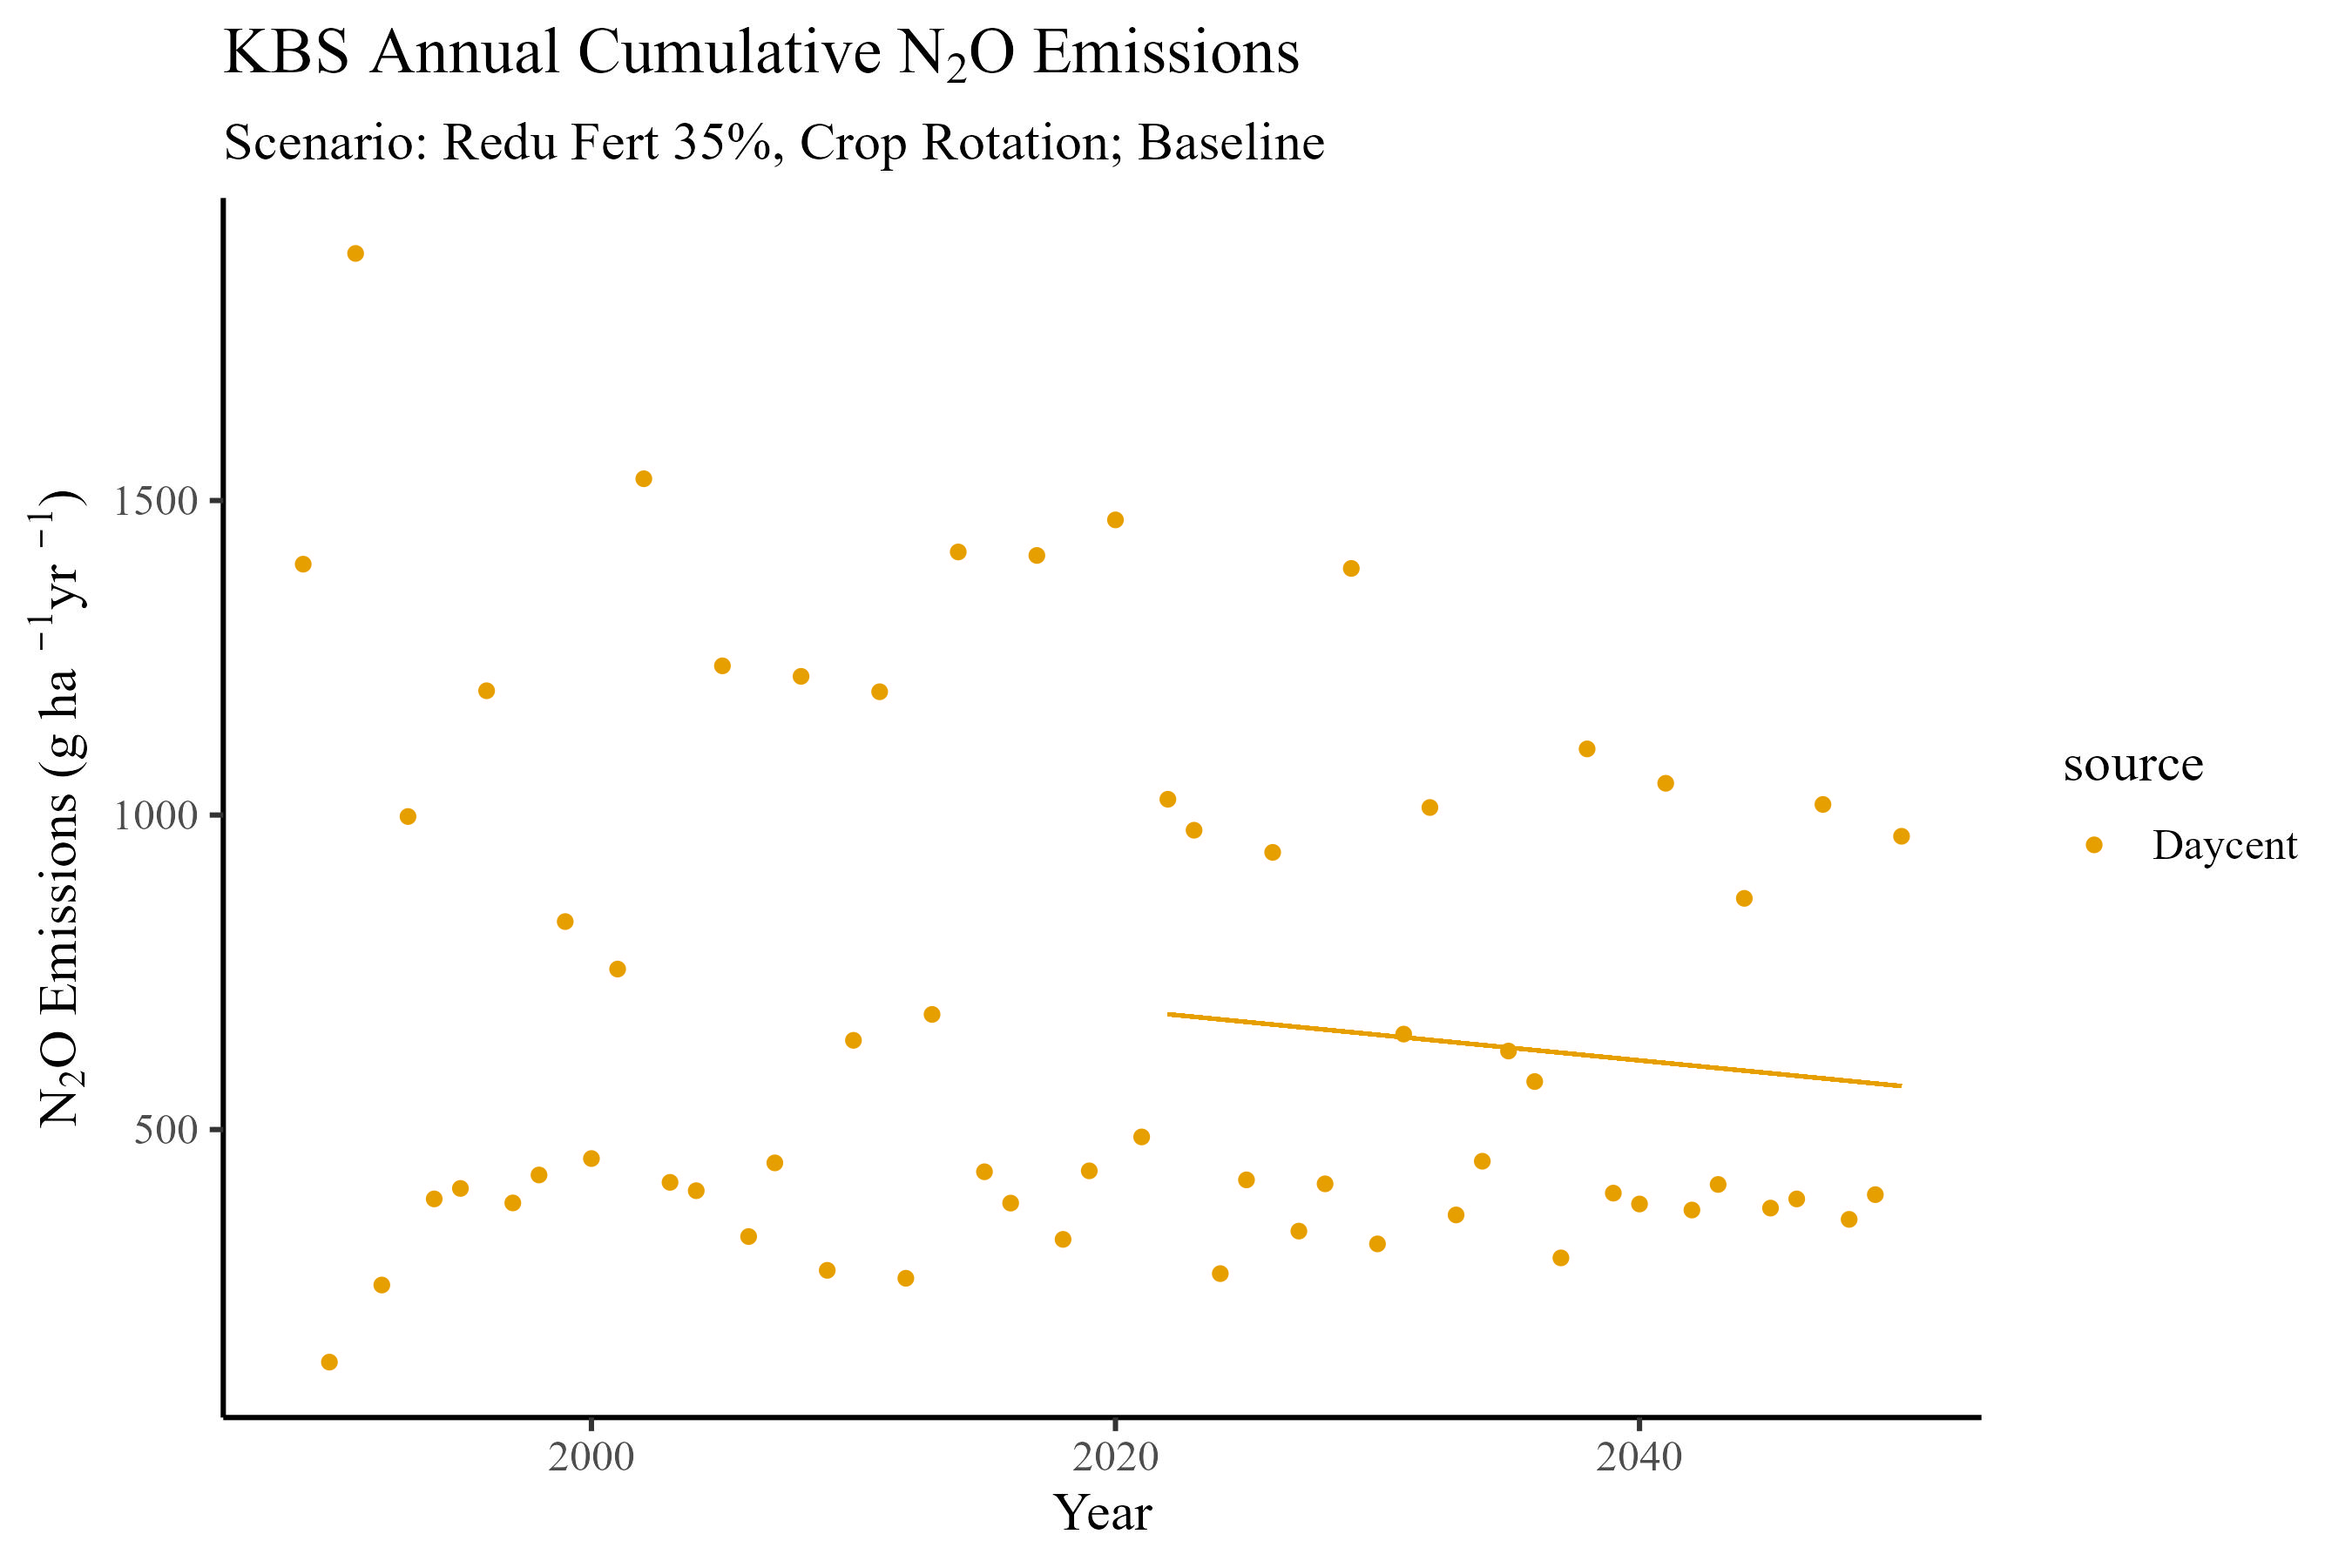 KBS Annual Cumulative N₂O Emissions
Scenario: Redu Fert 35%, Crop Rotation; Baseline
N₂O Emissions (g ha⁻¹yr⁻¹)
1500
1000
500
2000 2020 2040
Year
source
Daycent